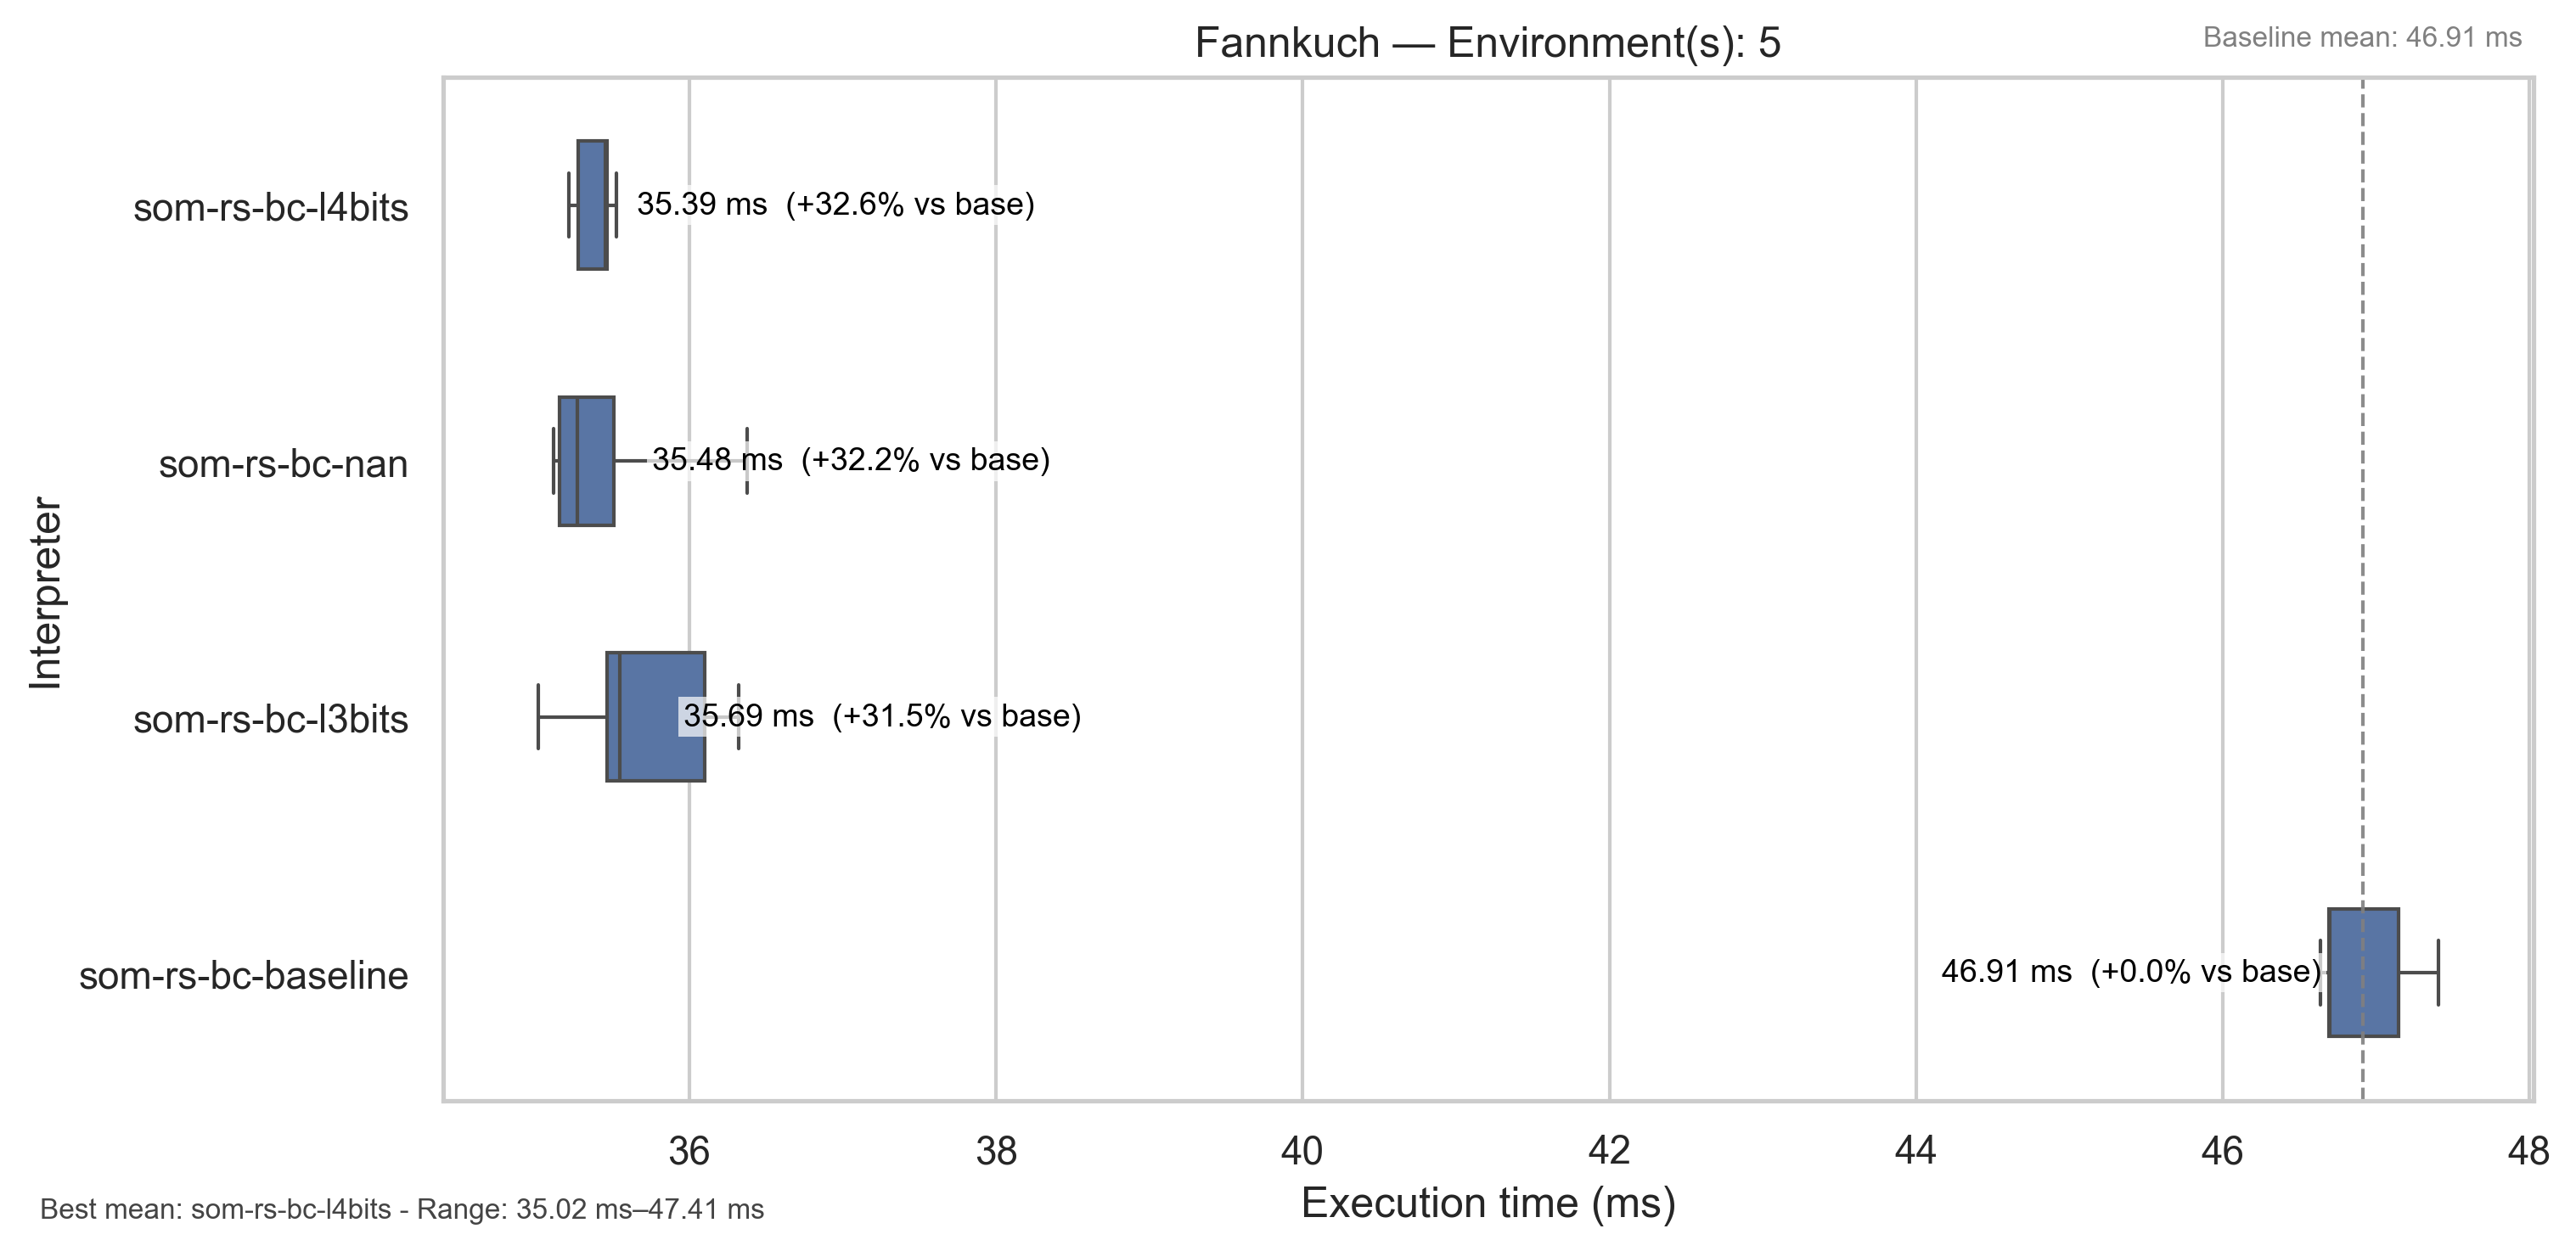 Fannkuch — Environment(s): 5
Baseline mean: 46.91 ms
Interpreter
som-rs-bc-l4bits
35.39 ms (+32.6% vs base)
som-rs-bc-nan
35.48 ms (+32.2% vs base)
som-rs-bc-l3bits
35.69 ms (+31.5% vs base)
som-rs-bc-baseline
46.91 ms (+0.0% vs base)
36 38 40 42 44 46 48
Execution time (ms)
Best mean: som-rs-bc-l4bits - Range: 35.02 ms–47.41 ms